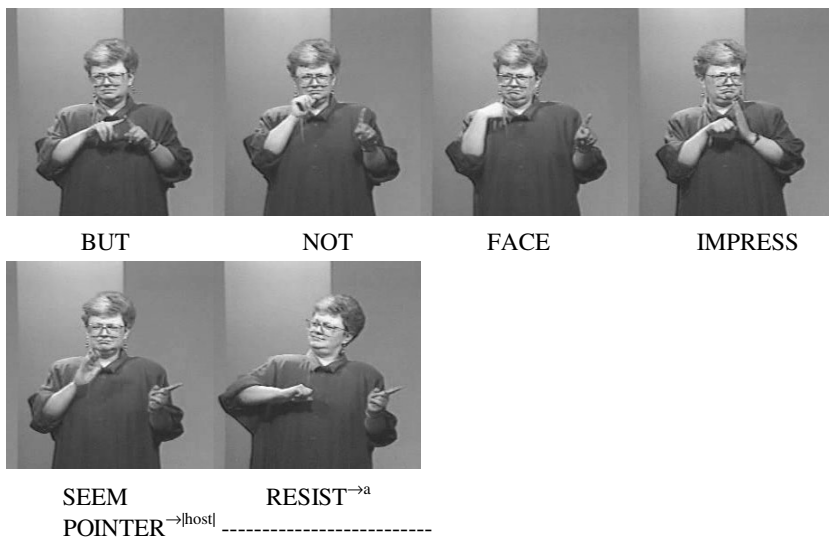 BUT NOT FACE IMPRESS
SEEM RESIST→a
POINTER→|host| --------------------------